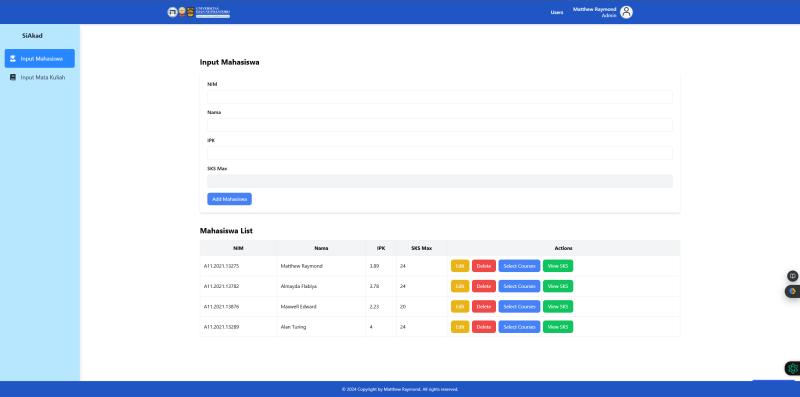 UNIVERSITAS
DIAN NUSWANTORO
Users
Matthew Raymond
Admin
SiAkad
Input Mahasiswa
Input Mata Kuliah
Input Mahasiswa
NIM
Nama
IPK
SKS Max
Add Mahasiswa
Mahasiswa List
NIM Nama IPK SKS Max Actions
A11.2021.13275 Matthew Raymond 3.89 24 Edit Delete Select Courses View SKS
A11.2021.13782 Almayda Flabiya 3.78 24 Edit Delete Select Courses View SKS
A11.2021.13876 Maxwell Edward 2.23 20 Edit Delete Select Courses View SKS
A11.2021.13289 Alan Turing 4 24 Edit Delete Select Courses View SKS
© 2024 Copyright by Matthew Raymond. All rights reserved.